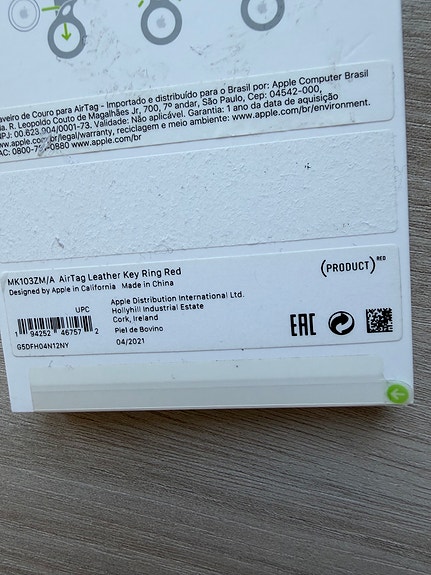 aveiro de Couro para AirTag - Importado e distribuído para o Brasil por: Apple Computer Brasil
da. R. Leopoldo Couto de Magalhães Jr, 700, 7º andar, São Paulo, Cep: 04542-000,
NPJ: 00.623.904/0001-73. Validade: Não aplicável. Garantia: 1 ano da data de aquisição
www.apple.com/br/legal/warranty, reciclagem e meio ambiente: www.apple.com/br/environment.
AC: 0800-761-0880 www.apple.com/br
MK103ZM/A AirTag Leather Key Ring Red
(PRODUCT)RED
Designed by Apple in California Made in China
UPC
1 94252 46757 2
G5DFH04N12NY
Apple Distribution International Ltd.
Hollyhill Industrial Estate
Cork, Ireland
Piel de Bovino
04/2021
EAC